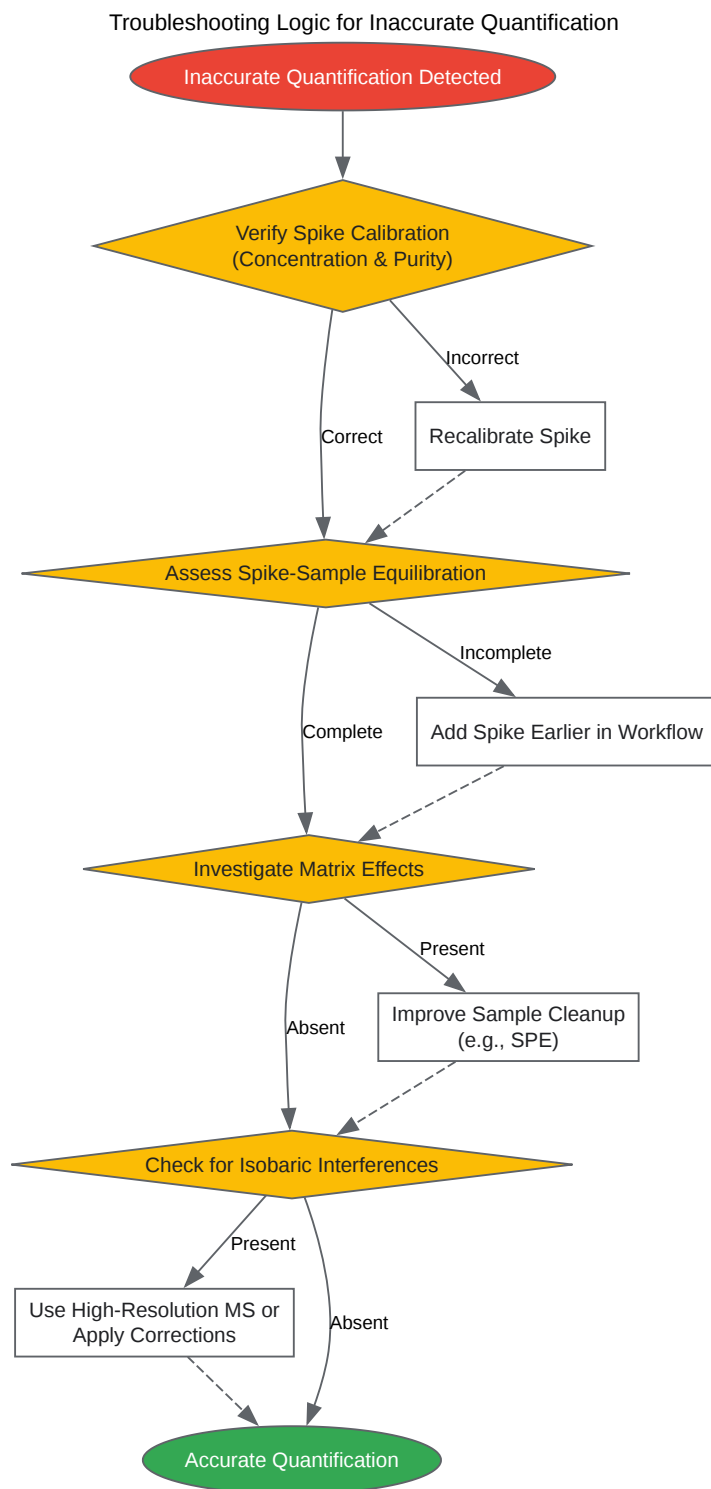 Troubleshooting Logic for Inaccurate Quantification
Inaccurate Quantification Detected
Verify Spike Calibration
(Concentration & Purity)
Incorrect
Recalibrate Spike
Correct
Assess Spike-Sample Equilibration
Incomplete
Add Spike Earlier in Workflow
Complete
Investigate Matrix Effects
Present
Improve Sample Cleanup
(e.g., SPE)
Absent
Check for Isobaric Interferences
Present
Use High-Resolution MS or
Apply Corrections
Absent
Accurate Quantification